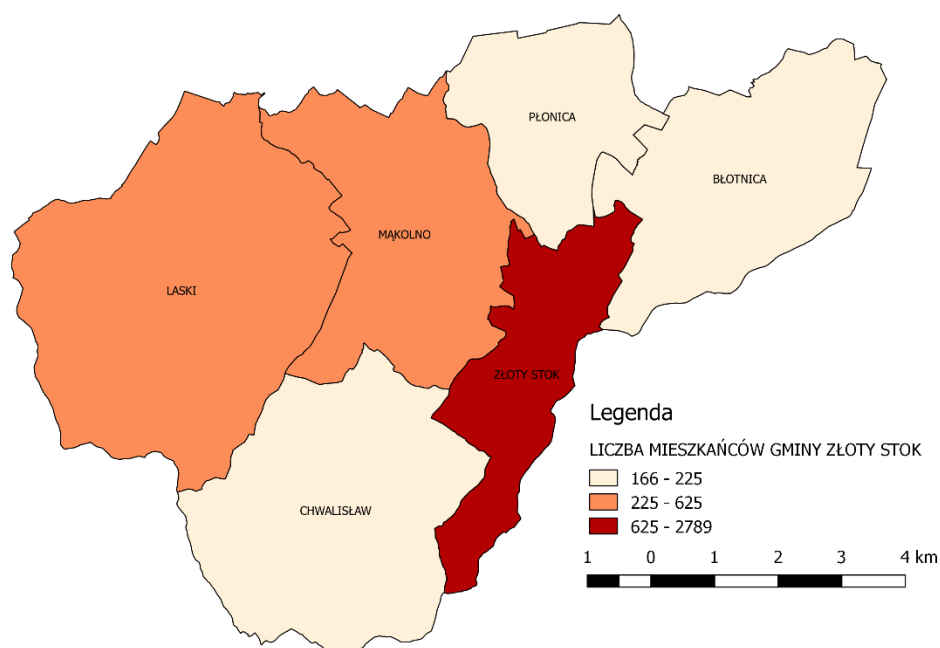 PŁONICA
BŁOTNICA
MĄKOLNO
LASKI
ZŁOTY STOK
CHWALISŁAW
Legenda
LICZBA MIESZKAŃCÓW GMINY ZŁOTY STOK
166 - 225
225 - 625
625 - 2789
1 0 1 2 3 4 km